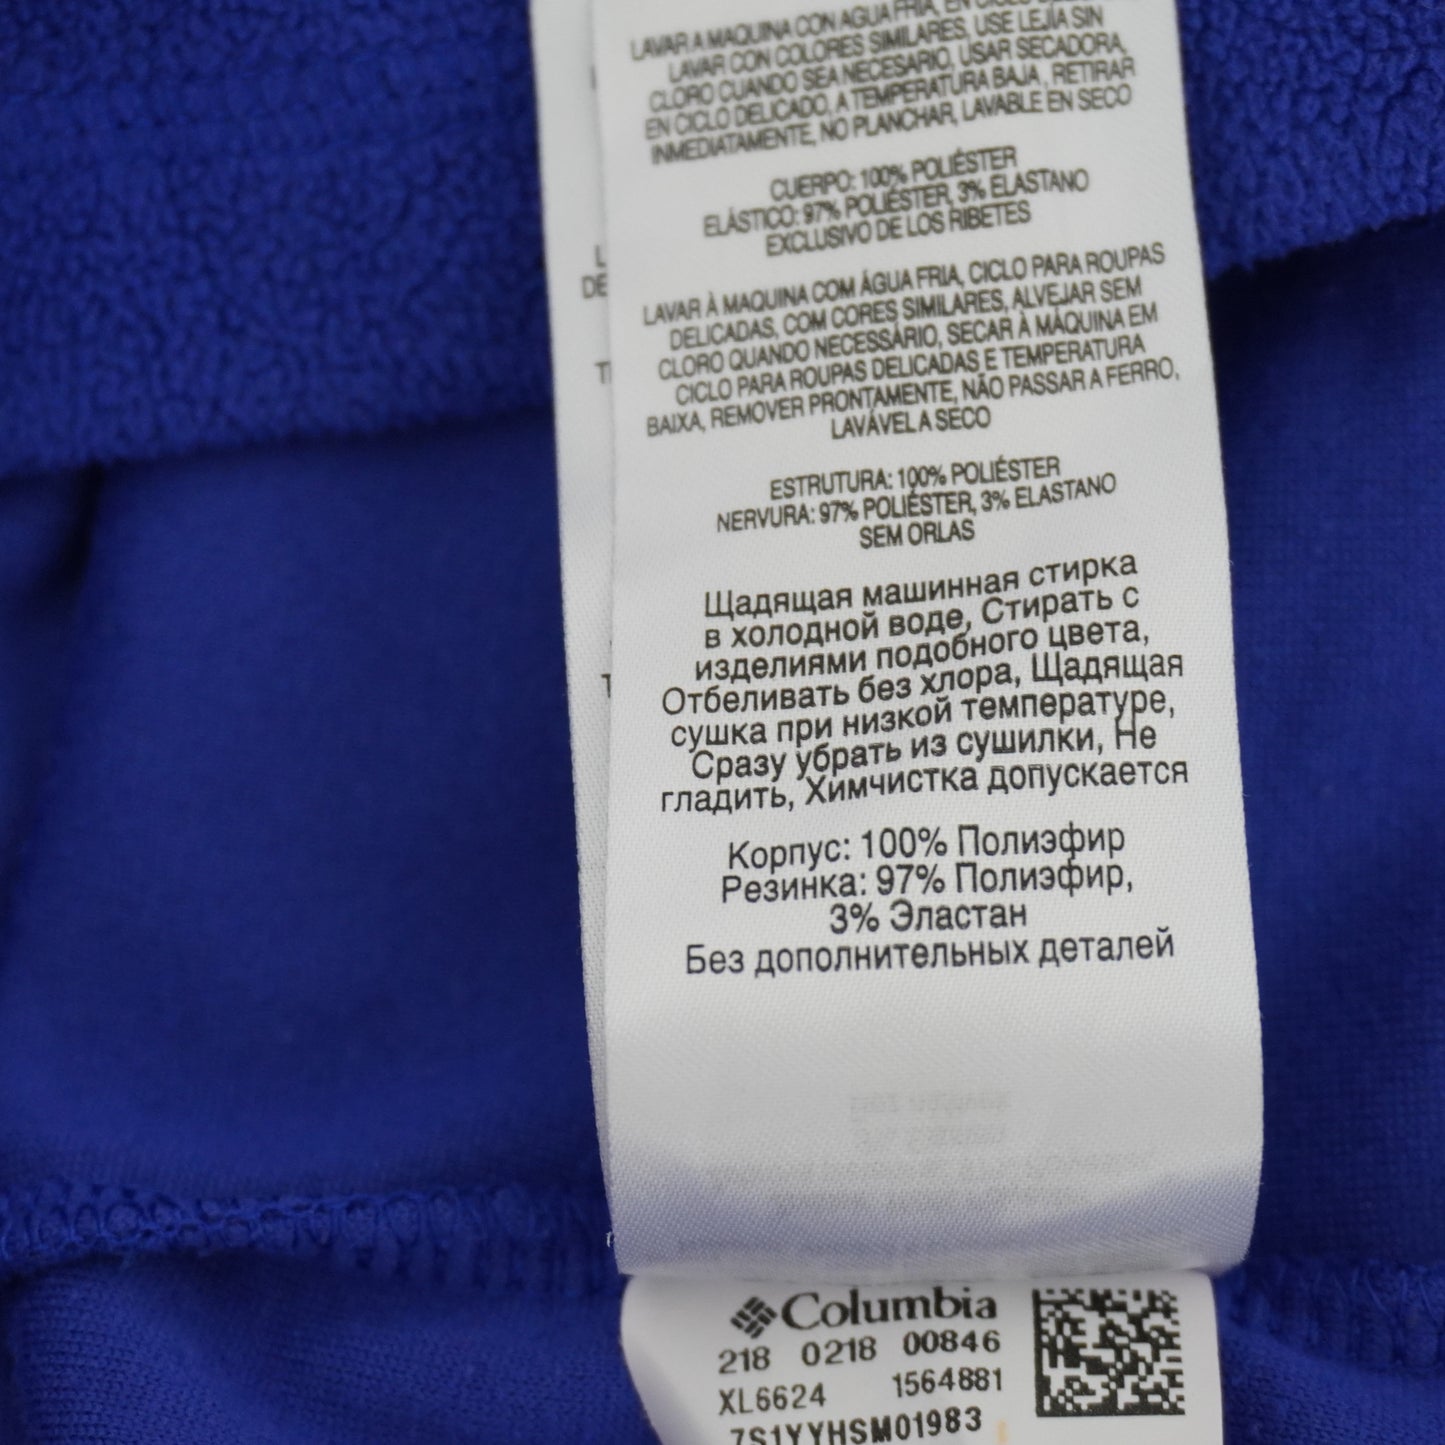 LAVAR A MAQUINA CON AGUA FRIA, EN CICLO
LAVAR CON COLORES SIMILARES, USE LEJÍA SIN
CLORO CUANDO SEA NECESARIO, USAR SECADORA,
EN CICLO DELICADO, A TEMPERATURA BAJA , RETIRAR
INMEDIATAMENTE, NO PLANCHAR, LAVABLE EN SECO
CUERPO: 100% POLIÉSTER
ELÁSTICO: 97% POLIÉSTER, 3% ELASTANO
EXCLUSIVO DE LOS RIBETES
LAVAR À MAQUINA COM ÁGUA FRIA, CICLO PARA ROUPAS
DELICADAS, COM CORES SIMILARES, ALVEJAR SEM
CLORO QUANDO NECESSÁRIO, SECAR À MÁQUINA EM
CICLO PARA ROUPAS DELICADAS E TEMPERATURA
BAIXA, REMOVER PRONTAMENTE, NÃO PASSAR A FERRO,
LAVÁVEL A SECO
ESTRUTURA: 100% POLIÉSTER
NERVURA: 97% POLIÉSTER, 3% ELASTANO
SEM ORLAS
Щадящая машинная стирка
в холодной воде, Стирать с
изделиями подобного цвета,
Отбеливать без хлора, Щадящая
сушка при низкой температуре,
Сразу убрать из сушилки, Не
гладить, Химчистка допускается
Корпус: 100% Полиэфир
Резинка: 97% Полиэфир,
3% Эластан
Без дополнительных деталей
Columbia
218 0218 00846
XL6624 1564881
7S1YYHSM01983